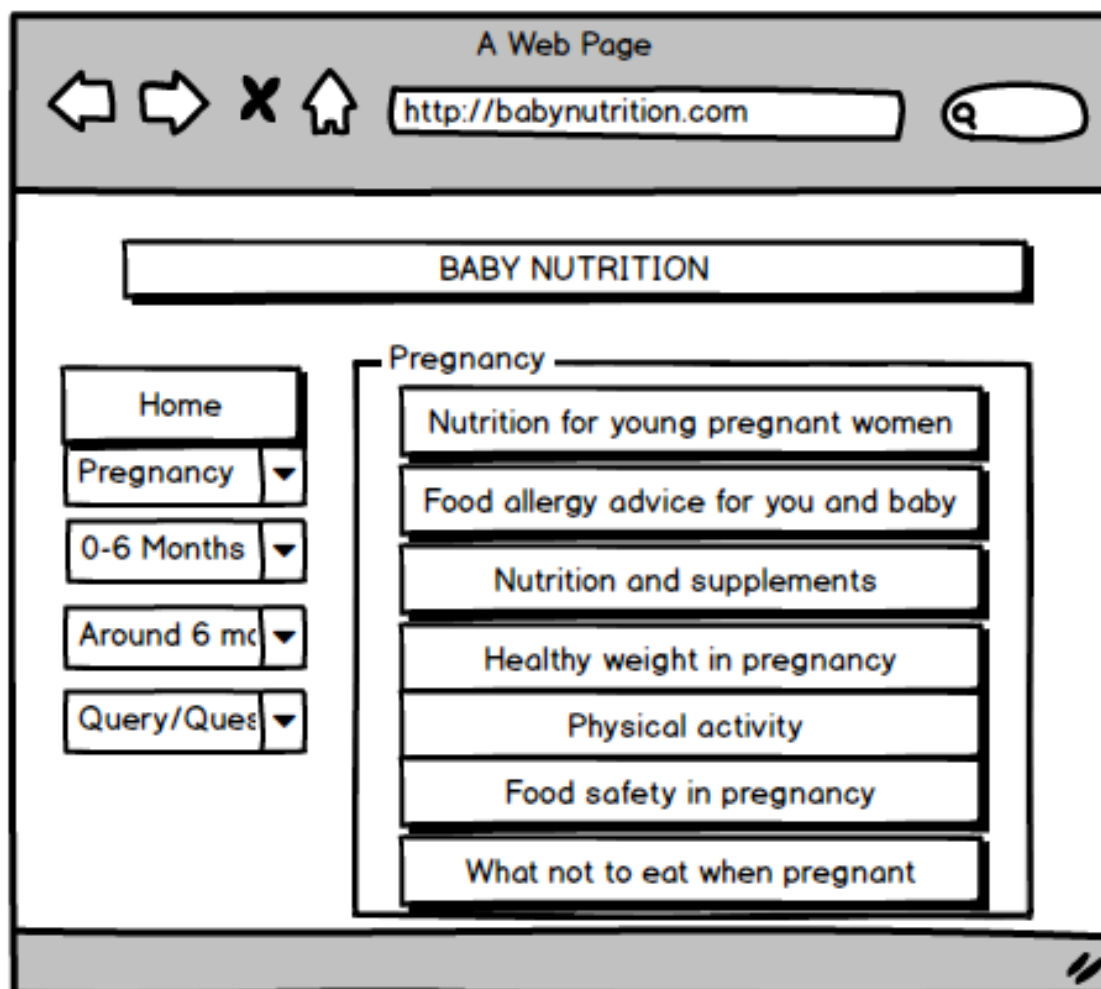 A Web Page
http://babynutrition.com
BABY NUTRITION
Home
Pregnancy
0-6 Months
Around 6
Query/Ques
Pregnancy
Nutrition for young pregnant women
Food allergy advice for you and baby
Nutrition and supplements
Healthy weight in pregnancy
Physical activity
Food safety in pregnancy
What not to eat when pregnant